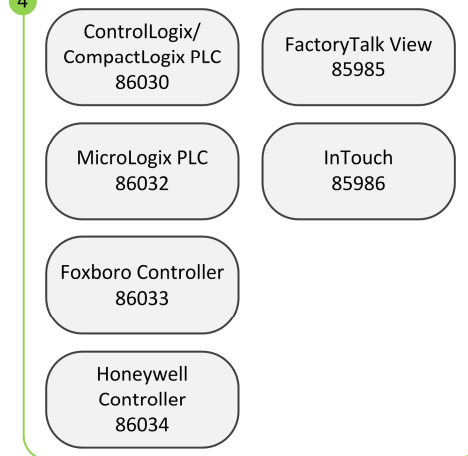 4
ControlLogix/
CompactLogix PLC
86030
FactoryTalk View
85985
MicroLogix PLC
86032
InTouch
85986
Foxboro Controller
86033
Honeywell
Controller
86034